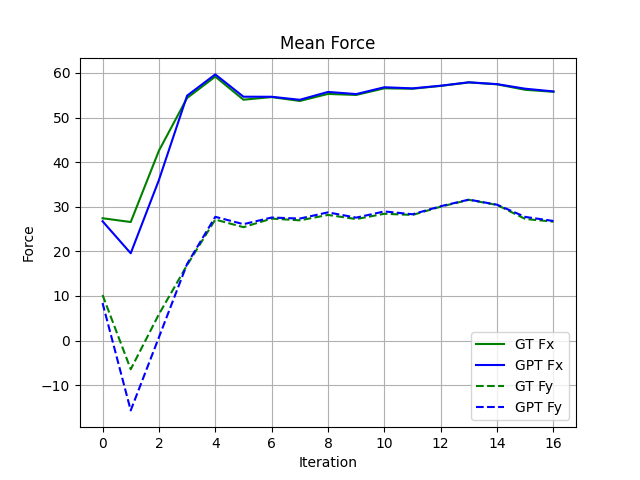 Mean Force
Force
60
50
40
30
20
10
0
−10
GT Fx
GPT Fx
GT Fy
GPT Fy
0 2 4 6 8 10 12 14 16
Iteration